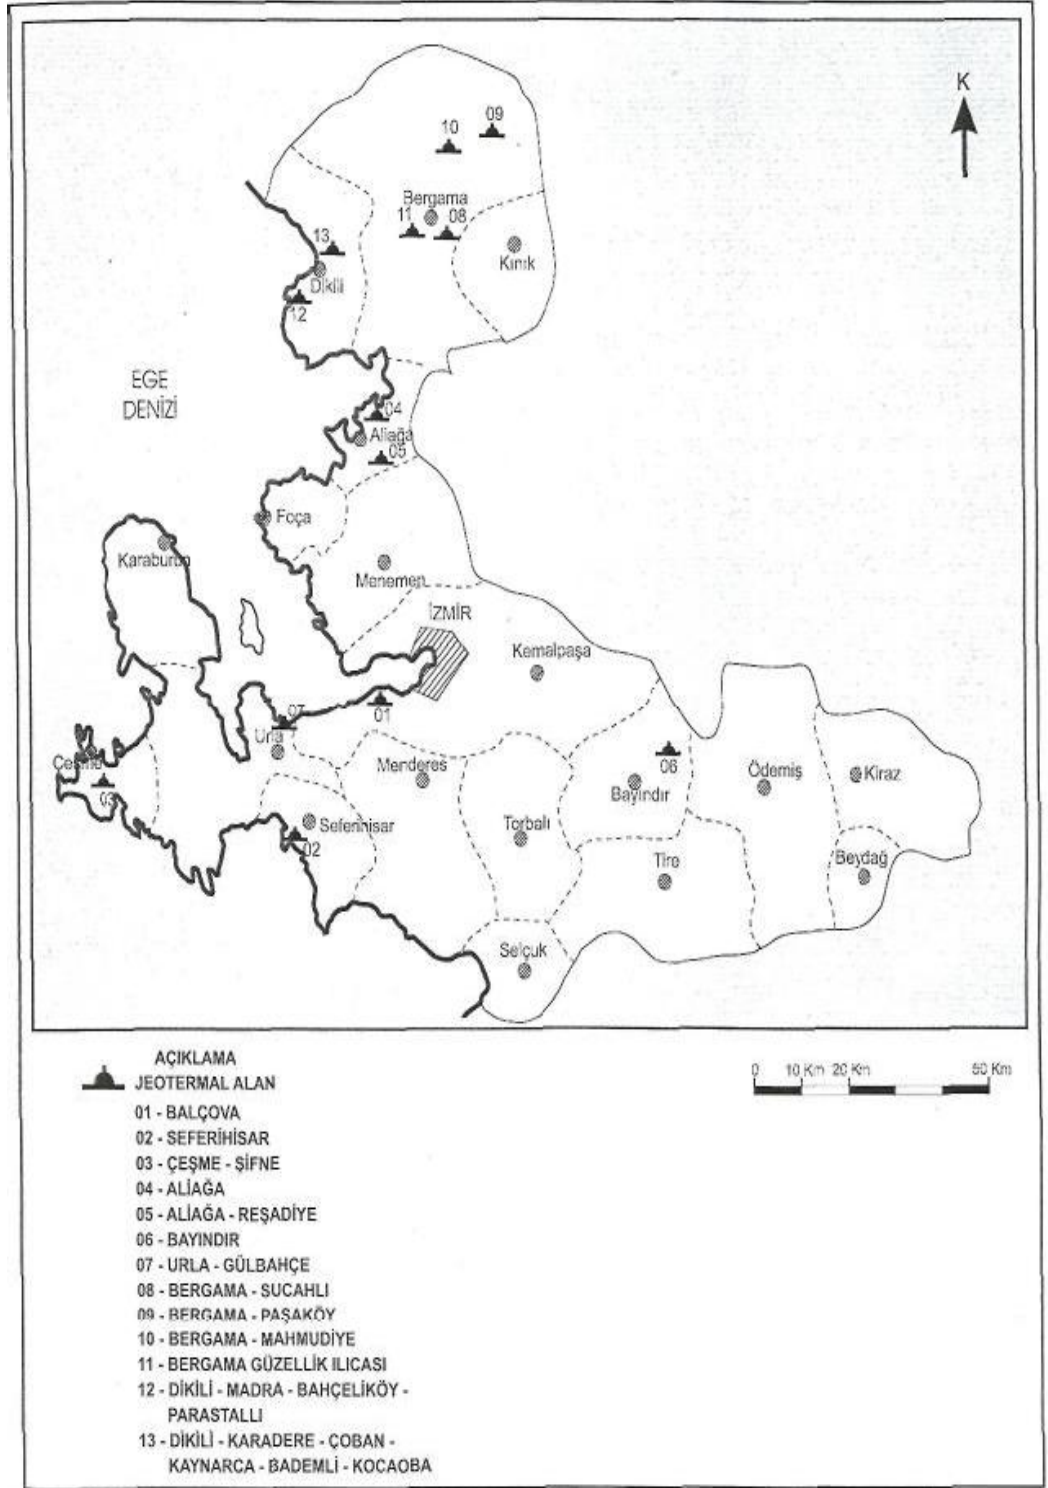 K
09
10
Bergama
11
08
13
Kınık
Dikili
12
EGE
DENİZİ
04
Aliağa
05
Foça
Karaburun
Menemen
İZMİR
Kemalpaşa
01
07
Urla
Menderes
06
Ödemiş
Kiraz
Çeşme
Bayındır
03
Seferihisar
Torbalı
02
Tire
Beydağ
Selçuk
AÇIKLAMA
JEOTERMAL ALAN
0 10 Km 20 Km 50 Km
01 - BALÇOVA
02 - SEFERİHİSAR
03 - ÇEŞME - ŞİFNE
04 - ALİAĞA
05 - ALİAĞA - REŞADİYE
06 - BAYINDIR
07 - URLA - GÜLBAHÇE
08 - BERGAMA - SUCAHLI
09 - BERGAMA - PAŞAKÖY
10 - BERGAMA - MAHMUDİYE
11 - BERGAMA GÜZELLİK ILICASI
12 - DİKİLİ - MADRA - BAHÇELİKÖY -
PARASTALLI
13 - DİKİLİ - KARADERE - ÇOBAN -
KAYNARCA - BADEMLİ - KOCAOBA